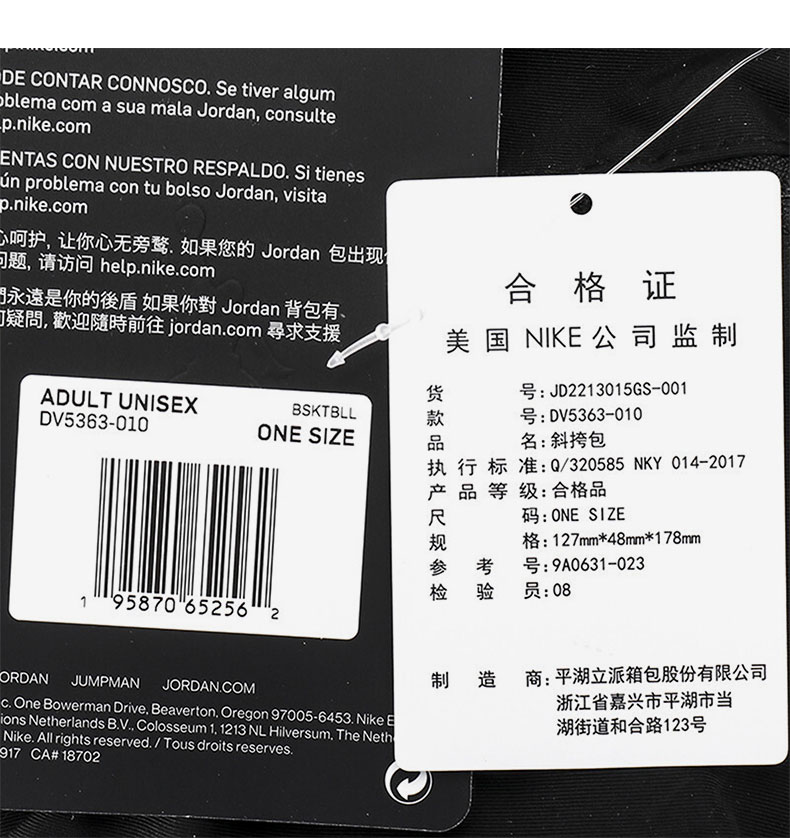 DE CONTAR CONNOSCO. Se tiver algum
oblema com a sua mala Jordan, consulte
lp.nike.com
ENTAS CON NUESTRO RESPALDO. Si tienes
ún problema con tu bolso Jordan, visita
p.nike.com
心呵护, 让你心无旁骛. 如果您的 Jordan 包出现
问题, 请访问 help.nike.com
們永遠是你的後盾 如果你對 Jordan 背包有
何疑問, 歡迎隨時前往 jordan.com 尋求支援
ADULT UNISEX
DV5363-010
BSKTBLL
ONE SIZE
1 95870 65256 2
ORDAN JUMPMAN JORDAN.COM
c. One Bowerman Drive, Beaverton, Oregon 97005-6453. Nike E
ions Netherlands B.V., Colosseum 1, 1213 NL Hilversum, The Neth
Nike. All rights reserved. / Tous droits reserves.
917 CA# 18702
合格证
美国NIKE公司监制
货号:JD2213015GS-001
款号:DV5363-010
品名:斜挎包
执行标准:Q/320585 NKY 014-2017
产品等级:合格品
尺码:ONE SIZE
规格:127mm*48mm*178mm
参考号:9A0631-023
检验员:08
制造商:平湖立派箱包股份有限公司
浙江省嘉兴市平湖市当
湖街道和合路123号